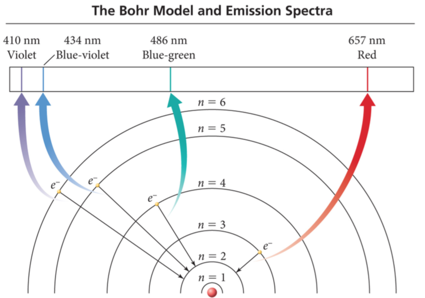 The Bohr Model and Emission Spectra
410 nm
Violet
434 nm
Blue-violet
486 nm
Blue-green
657 nm
Red
n = 6
n = 5
e⁻
e⁻
n = 4
e⁻
n = 3
e⁻
n = 2
n = 1